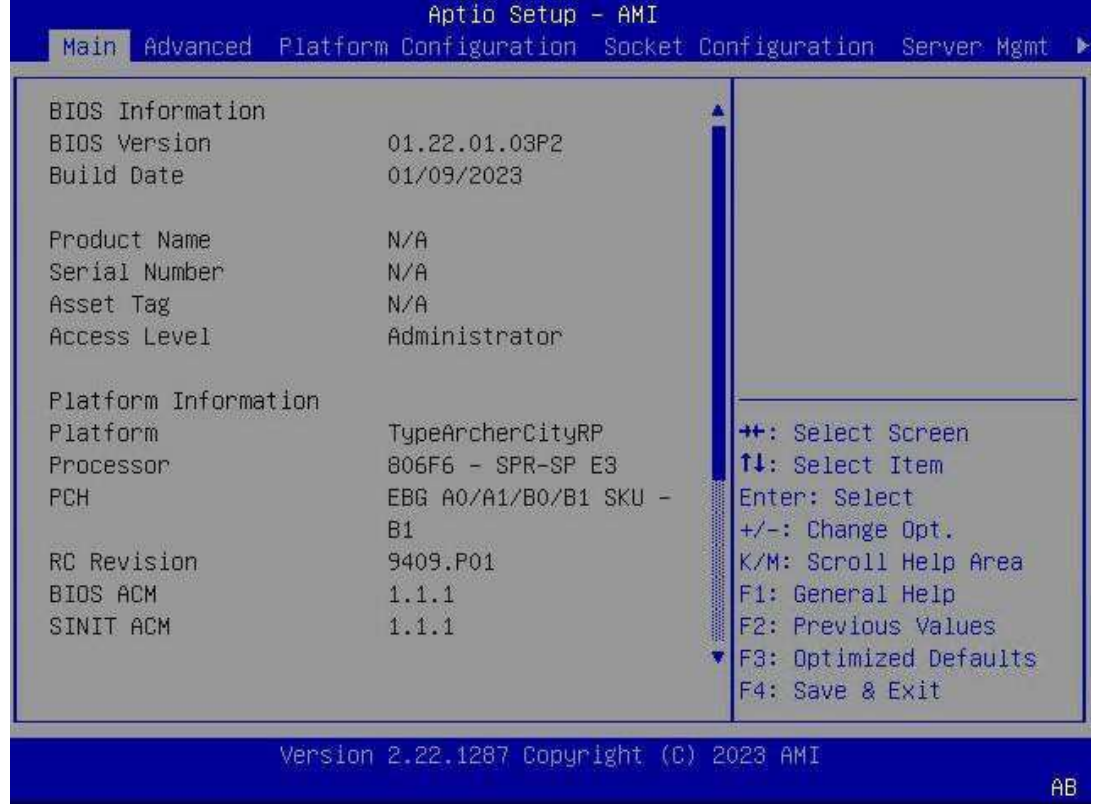 Aptio Setup – AMI
Main Advanced Platform Configuration Socket Configuration Server Mgmt ▶
BIOS Information
BIOS Version 01.22.01.03P2
Build Date 01/09/2023
Product Name N/A
Serial Number N/A
Asset Tag N/A
Access Level Administrator
Platform Information
Platform TypeArcherCityRP
Processor 806F6 – SPR-SP E3
PCH EBG A0/A1/B0/B1 SKU –
B1
RC Revision 9409.P01
BIOS ACM 1.1.1
SINIT ACM 1.1.1
→←: Select Screen
↑↓: Select Item
Enter: Select
+/-: Change Opt.
K/M: Scroll Help Area
F1: General Help
F2: Previous Values
F3: Optimized Defaults
F4: Save & Exit
Version 2.22.1287 Copyright (C) 2023 AMI
AB